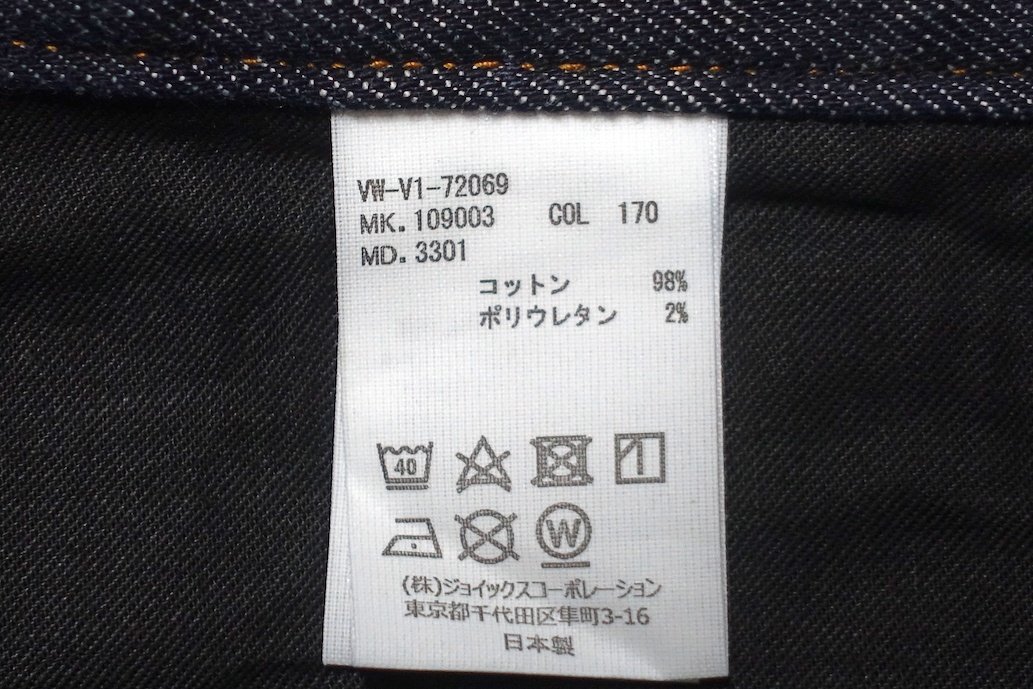 VW-V1-72069
MK. 109003 COL 170
MD. 3301
コットン 98%
ポリウレタン 2%
40
W
(株)ジョイックスコーポレーション
東京都千代田区隼町3-16
日本製